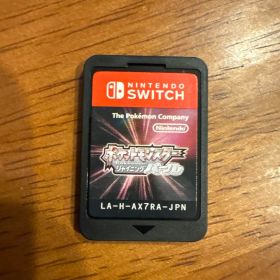 NINTENDO
SWITCH
The Pokémon Company
Nintendo
ポケットモンスター
シャイニングパール
LA-H-AX7RA-JPN